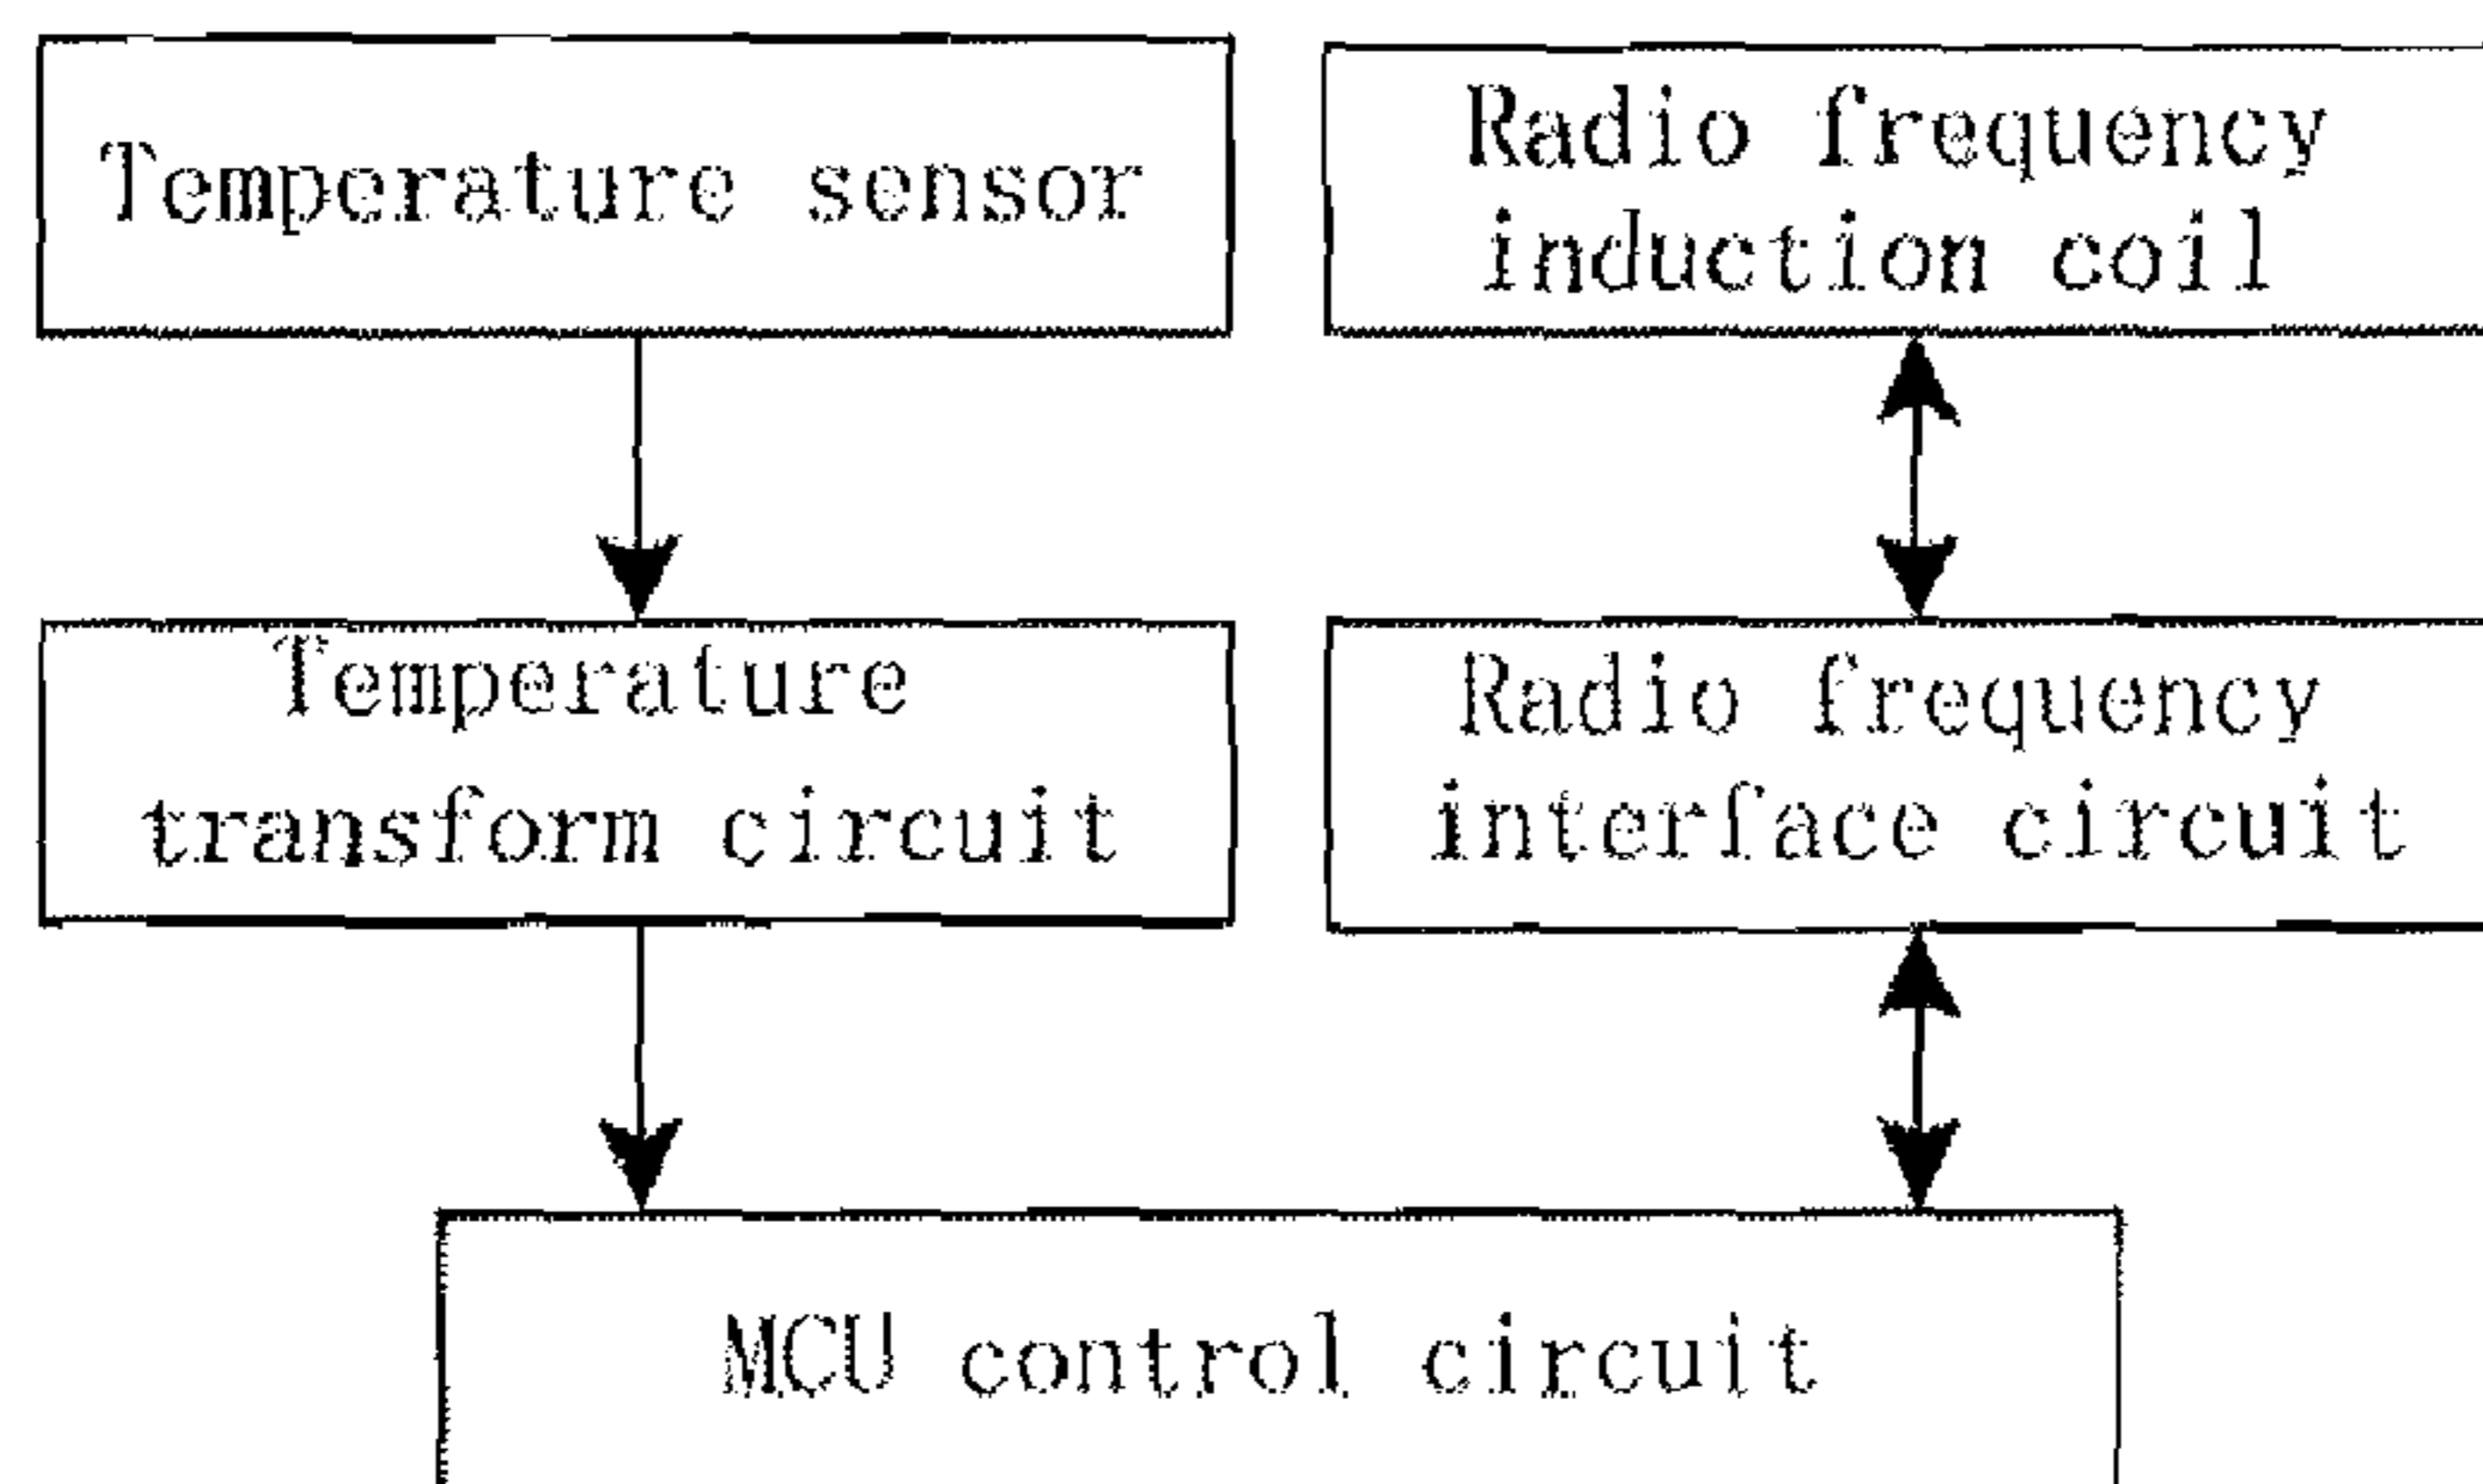 Temperature sensor
Radio frequency
induction coil
Temperature
transform circuit
Radio frequency
interface circuit
MCU control circuit